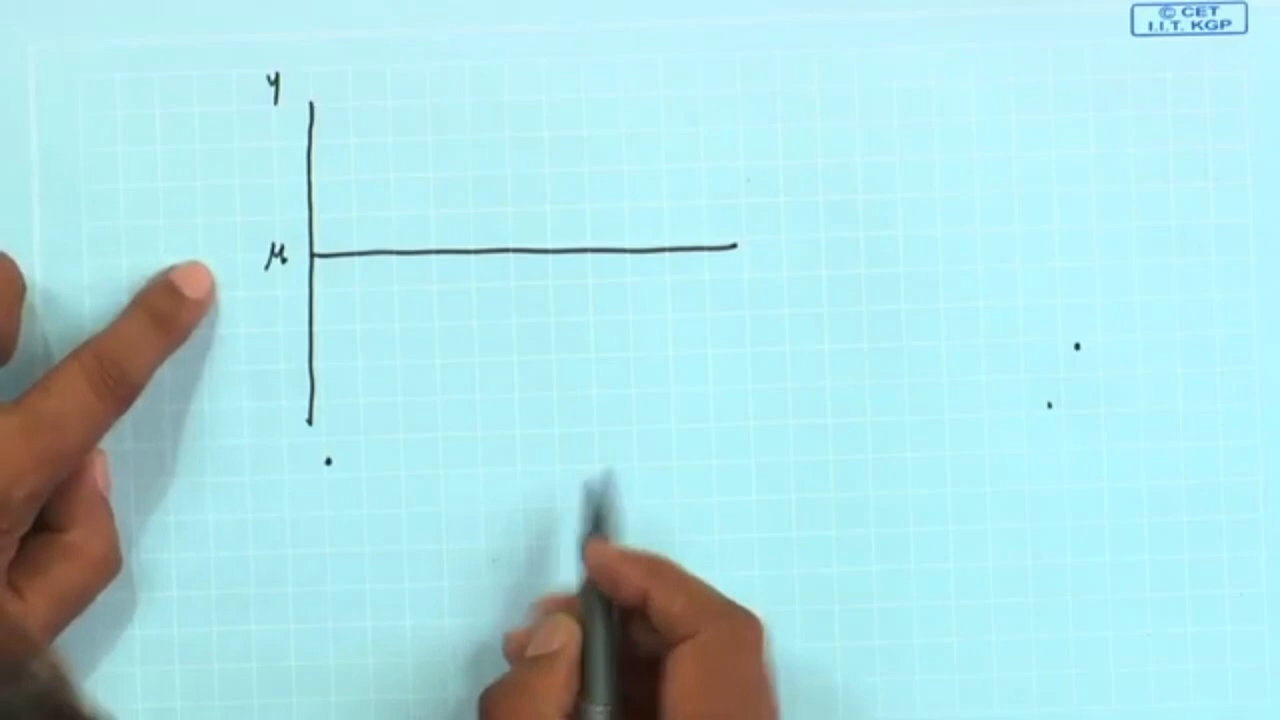 © CET
I.I.T. KGP
y
μ